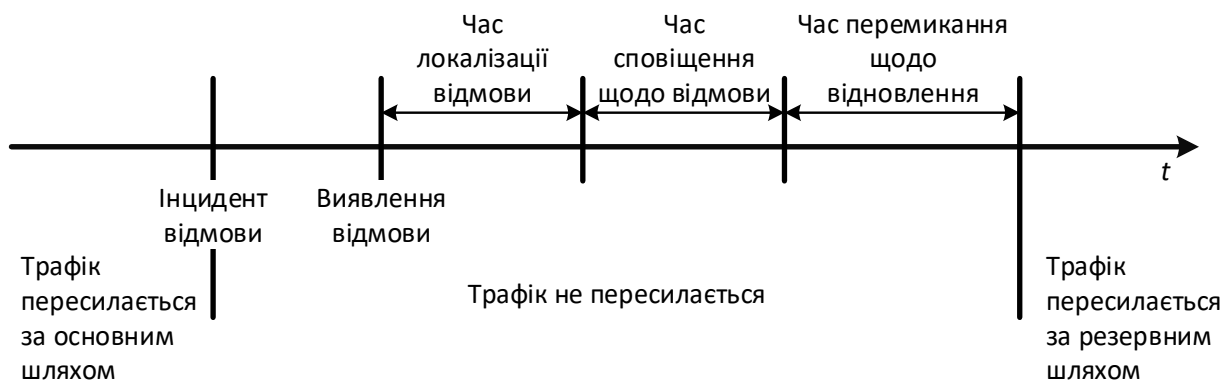 Час
локалізації
відмови
Час
сповіщення
щодо відмови
Час перемикання
щодо
відновлення
t
Інцидент
відмови
Виявлення
відмови
Трафік
пересилається
за основним
шляхом
Трафік не пересилається
Трафік
пересилається
за резервним
шляхом